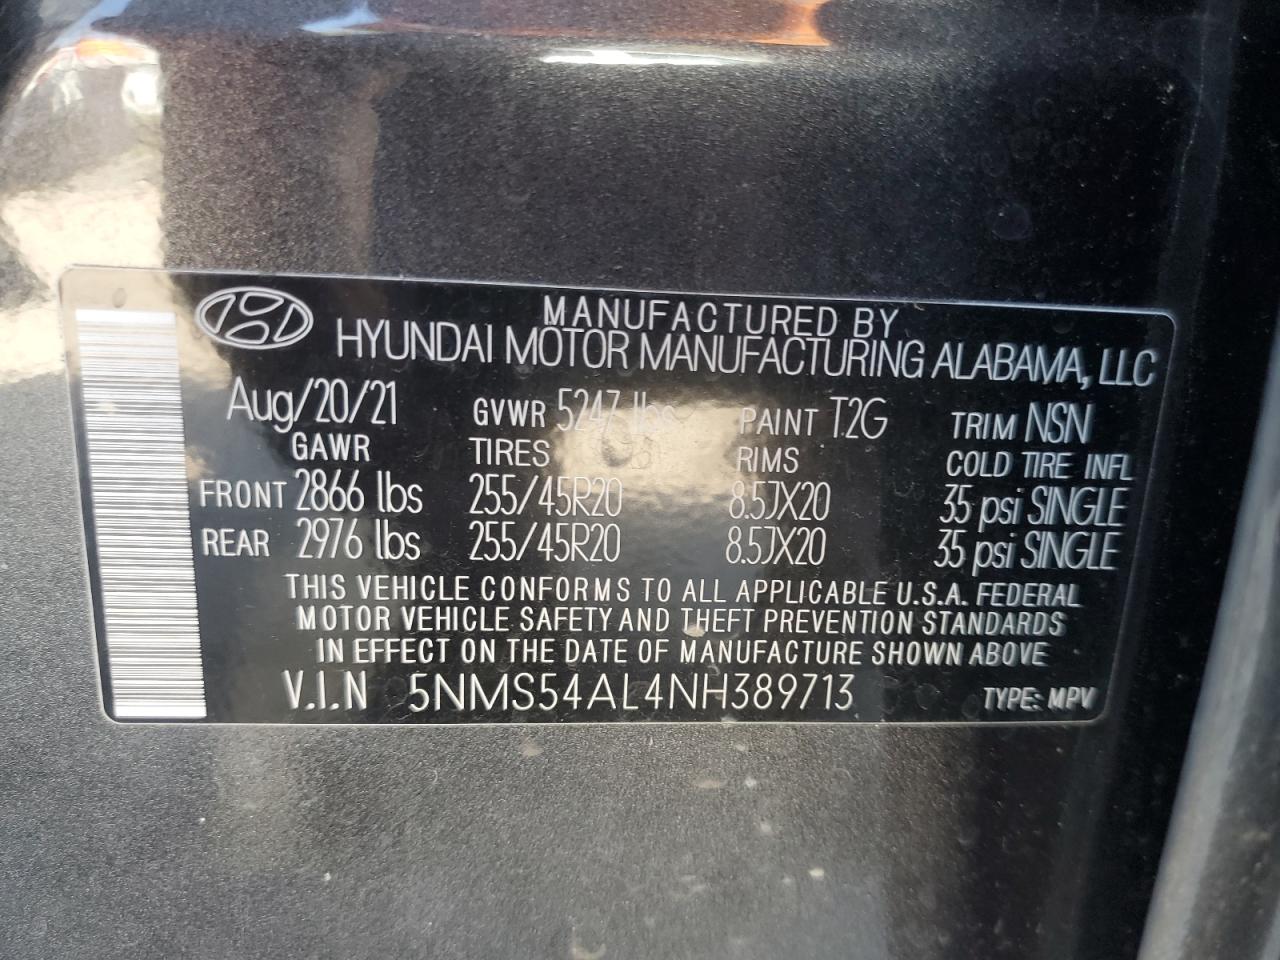 MANUFACTURED BY
HYUNDAI MOTOR MANUFACTURING ALABAMA, LLC
Aug/20/21 GVWR 5247 lbs PAINT T2G TRIM NSN
GAWR TIRES RIMS COLD TIRE INFL
FRONT 2866 lbs 255/45R20 8.5JX20 35 psi SINGLE
REAR 2976 lbs 255/45R20 8.5JX20 35 psi SINGLE
THIS VEHICLE CONFORMS TO ALL APPLICABLE U.S.A. FEDERAL
MOTOR VEHICLE SAFETY AND THEFT PREVENTION STANDARDS
IN EFFECT ON THE DATE OF MANUFACTURE SHOWN ABOVE
V.I.N 5NMS54AL4NH389713 TYPE: MPV